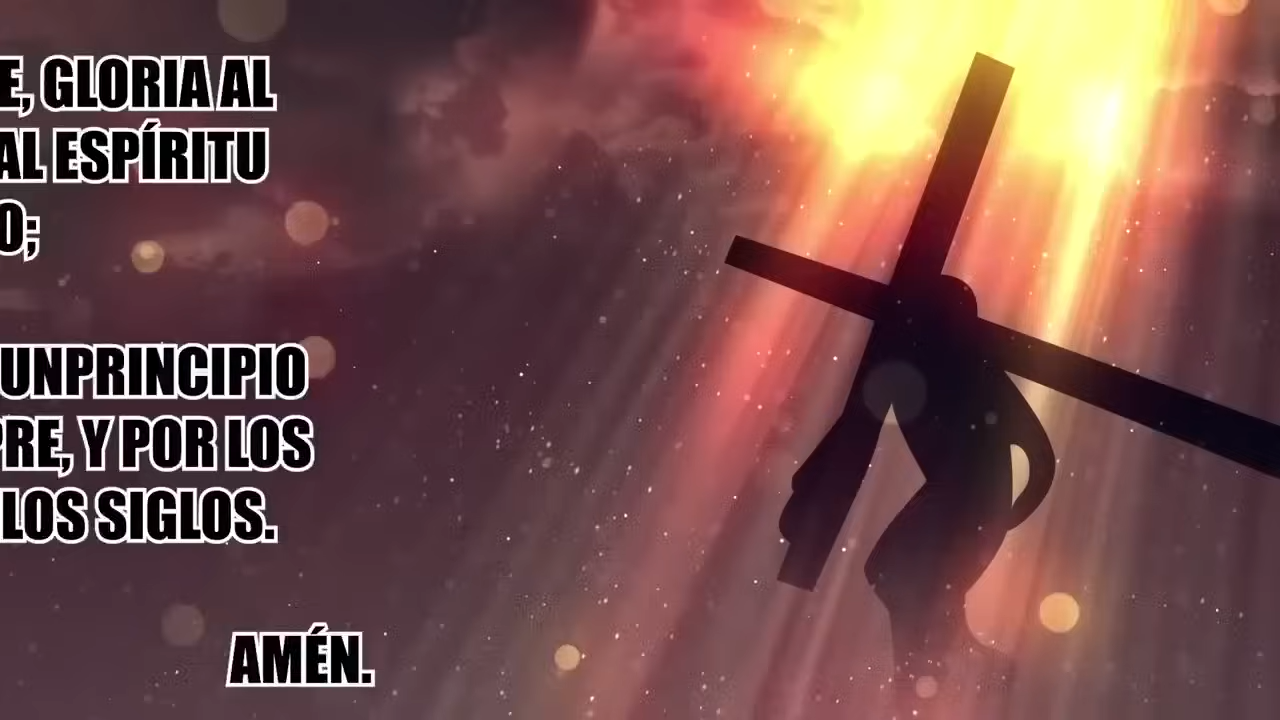 E, GLORIA AL
AL ESPÍRITU
O;
UNPRINCIPIO
PRE, Y POR LOS
LOS SIGLOS.
AMÉN.